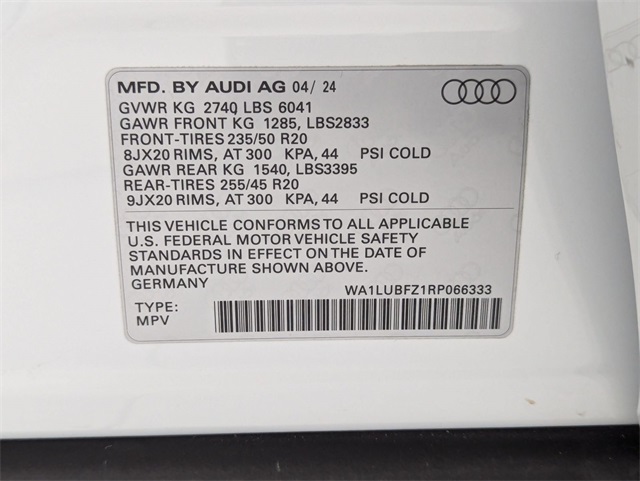 MFD. BY AUDI AG 04/ 24
GVWR KG 2740 LBS 6041
GAWR FRONT KG 1285, LBS2833
FRONT-TIRES 235/50 R20
8JX20 RIMS, AT 300 KPA, 44 PSI COLD
GAWR REAR KG 1540, LBS3395
REAR-TIRES 255/45 R20
9JX20 RIMS, AT 300 KPA, 44 PSI COLD
THIS VEHICLE CONFORMS TO ALL APPLICABLE
U.S. FEDERAL MOTOR VEHICLE SAFETY
STANDARDS IN EFFECT ON THE DATE OF
MANUFACTURE SHOWN ABOVE.
GERMANY WA1LUBFZ1RP066333
TYPE:
MPV